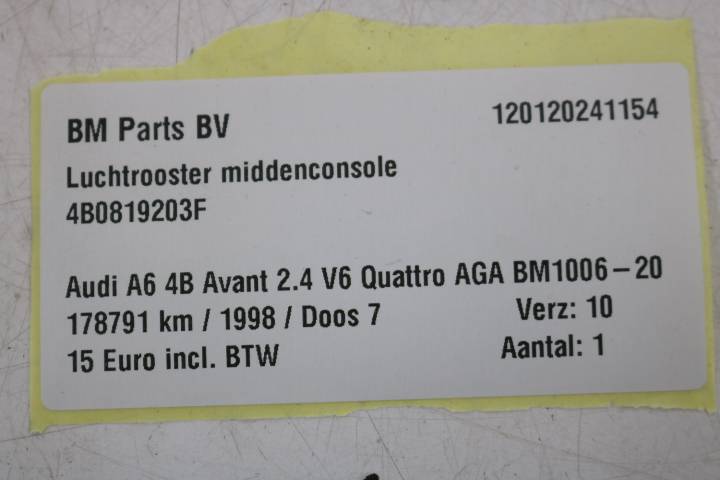 BM Parts BV 120120241154
Luchtrooster middenconsole
4B0819203F
Audi A6 4B Avant 2.4 V6 Quattro AGA BM1006-20
178791 km / 1998 / Doos 7 Verz: 10
15 Euro incl. BTW Aantal: 1